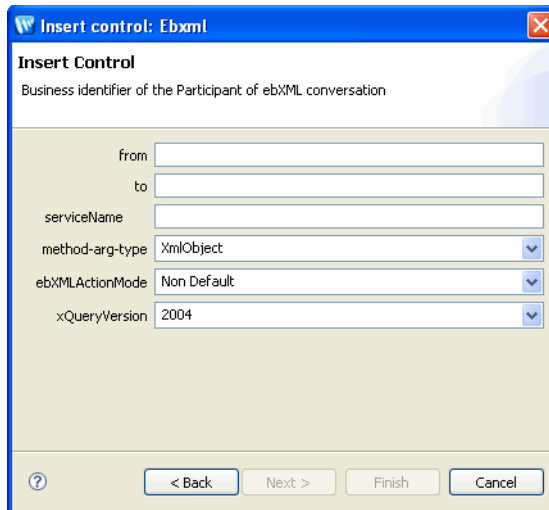 Insert control: Ebxml
Insert Control
Business identifier of the Participant of ebXML conversation
from
to
serviceName
method-arg-type XmlObject
ebXMLActionMode Non Default
xQueryVersion 2004
? < Back Next > Finish Cancel